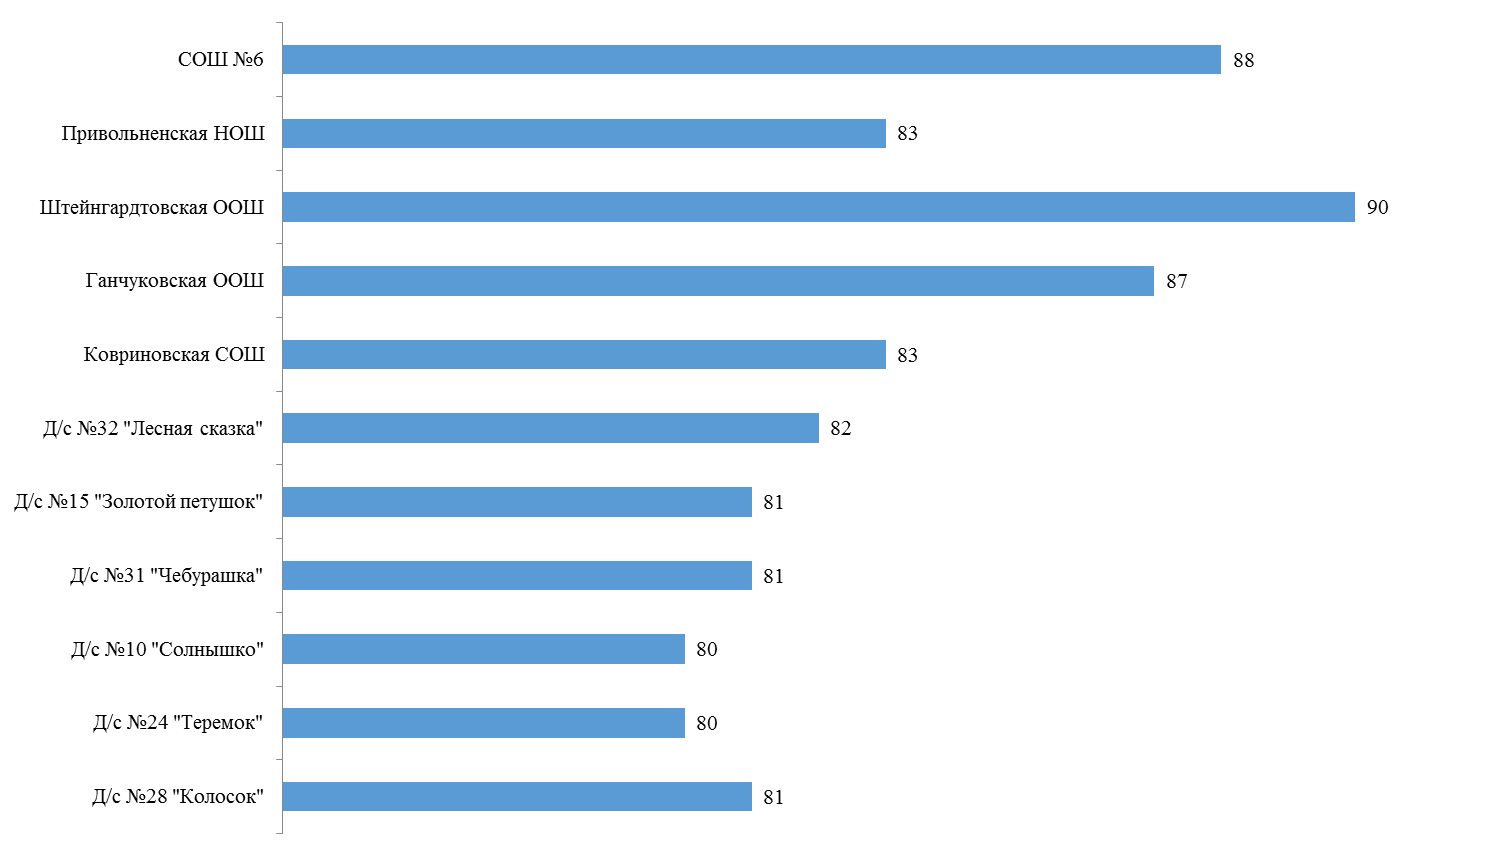 СОШ №6 88
Привольненская НОШ 83
Штейнгардтовская ООШ 90
Ганчуковская ООШ 87
Ковриновская СОШ 83
Д/с №32 "Лесная сказка" 82
Д/с №15 "Золотой петушок" 81
Д/с №31 "Чебурашка" 81
Д/с №10 "Солнышко" 80
Д/с №24 "Теремок" 80
Д/с №28 "Колосок" 81